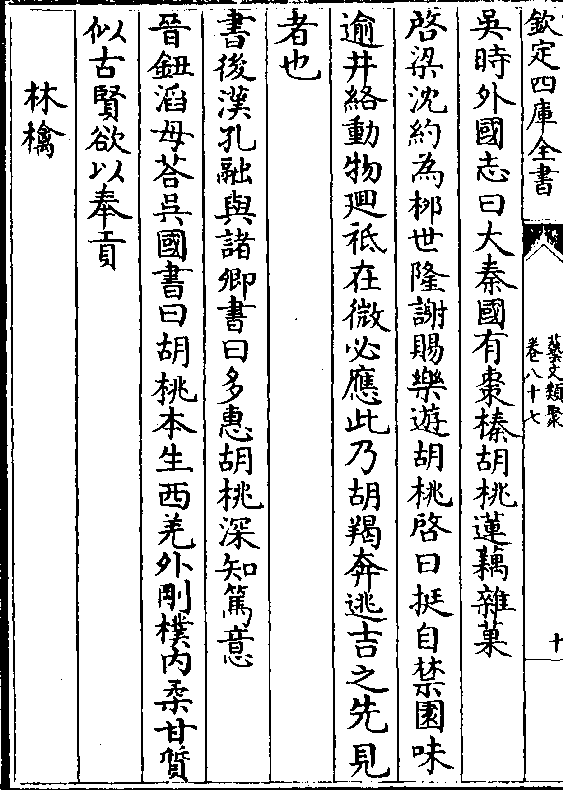 欽定四庫全書
藝文類聚
卷八十七
十
吳時外國志曰大秦國有棗榛胡桃蓮藕雜菓
啓梁沈約為栁世隆謝賜樂遊胡桃啓曰挺自禁園味
逾井絡動物廻祗在微必應此乃胡羯奔逃吉之先見
者也
書後漢孔融與諸卿書曰多惠胡桃深知篤意
晉鈕滔母荅吳國書曰胡桃本生西羌外剛樸内柔甘質
似古賢欲以奉貢
林檎